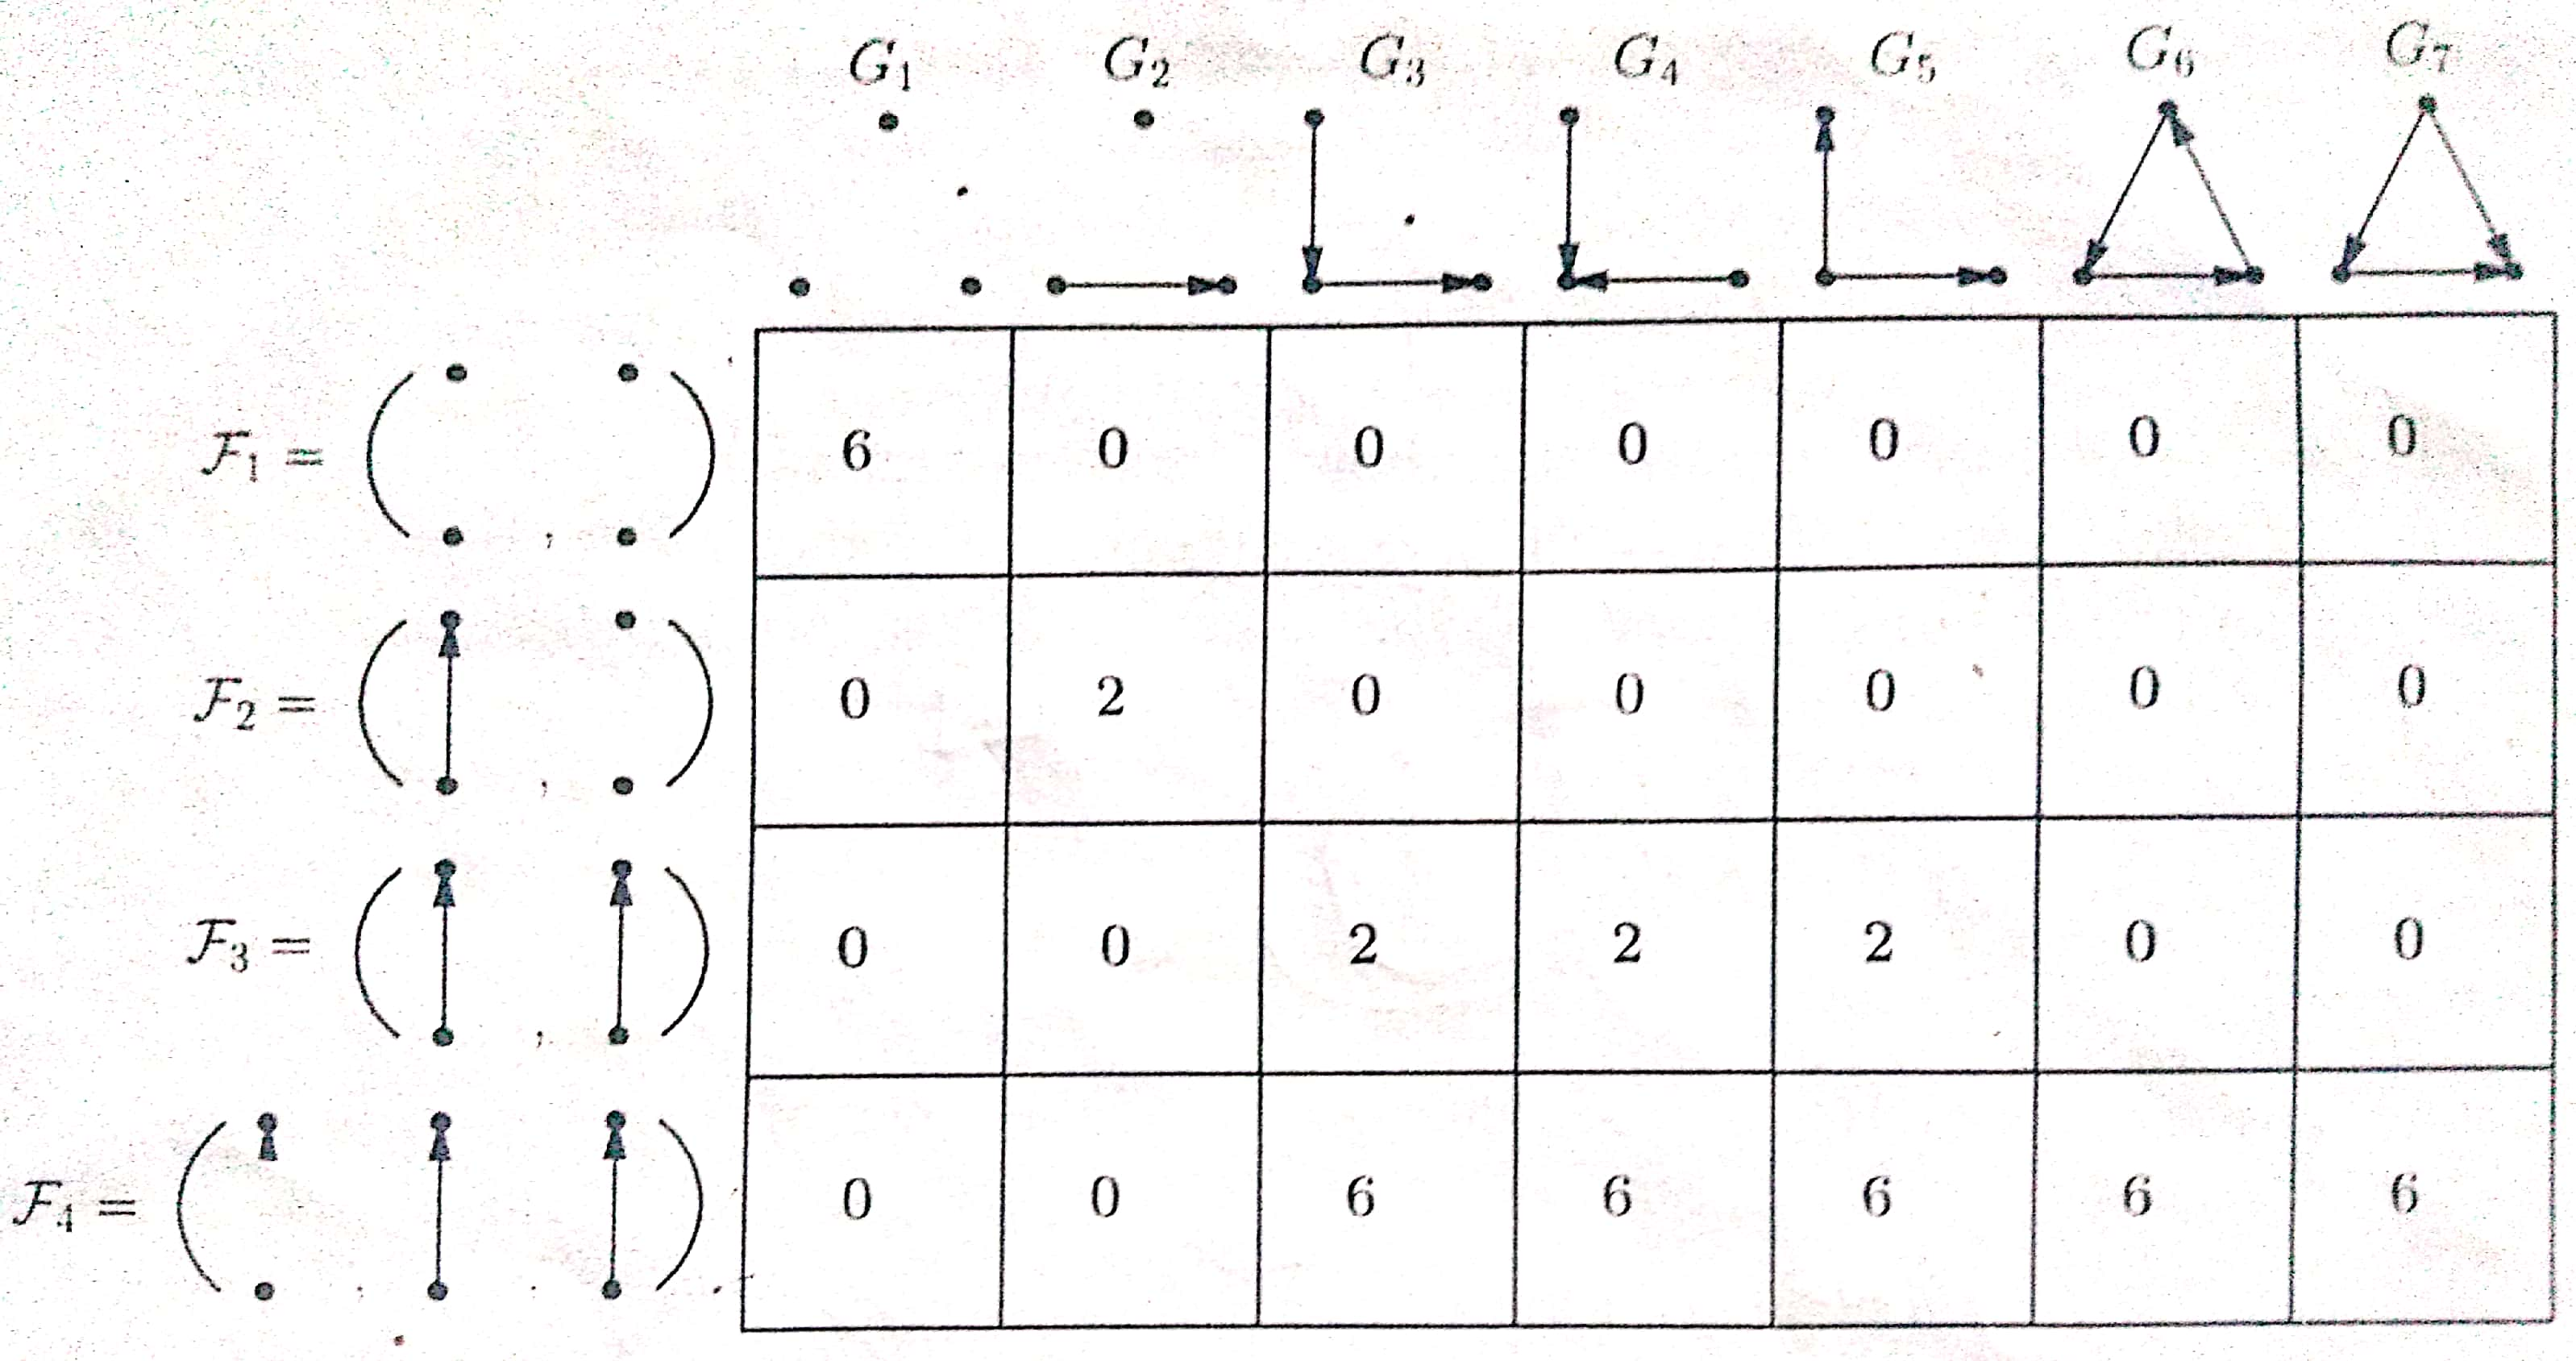 G₁ G₂ G₃ G₄ G₅ G₆ G₇
ℱ₁ = ( , ) 6 0 0 0 0 0 0
ℱ₂ = ( , ) 0 2 0 0 0 0 0
ℱ₃ = ( , ) 0 0 2 2 2 0 0
ℱ₄ = ( , , ) 0 0 6 6 6 6 6